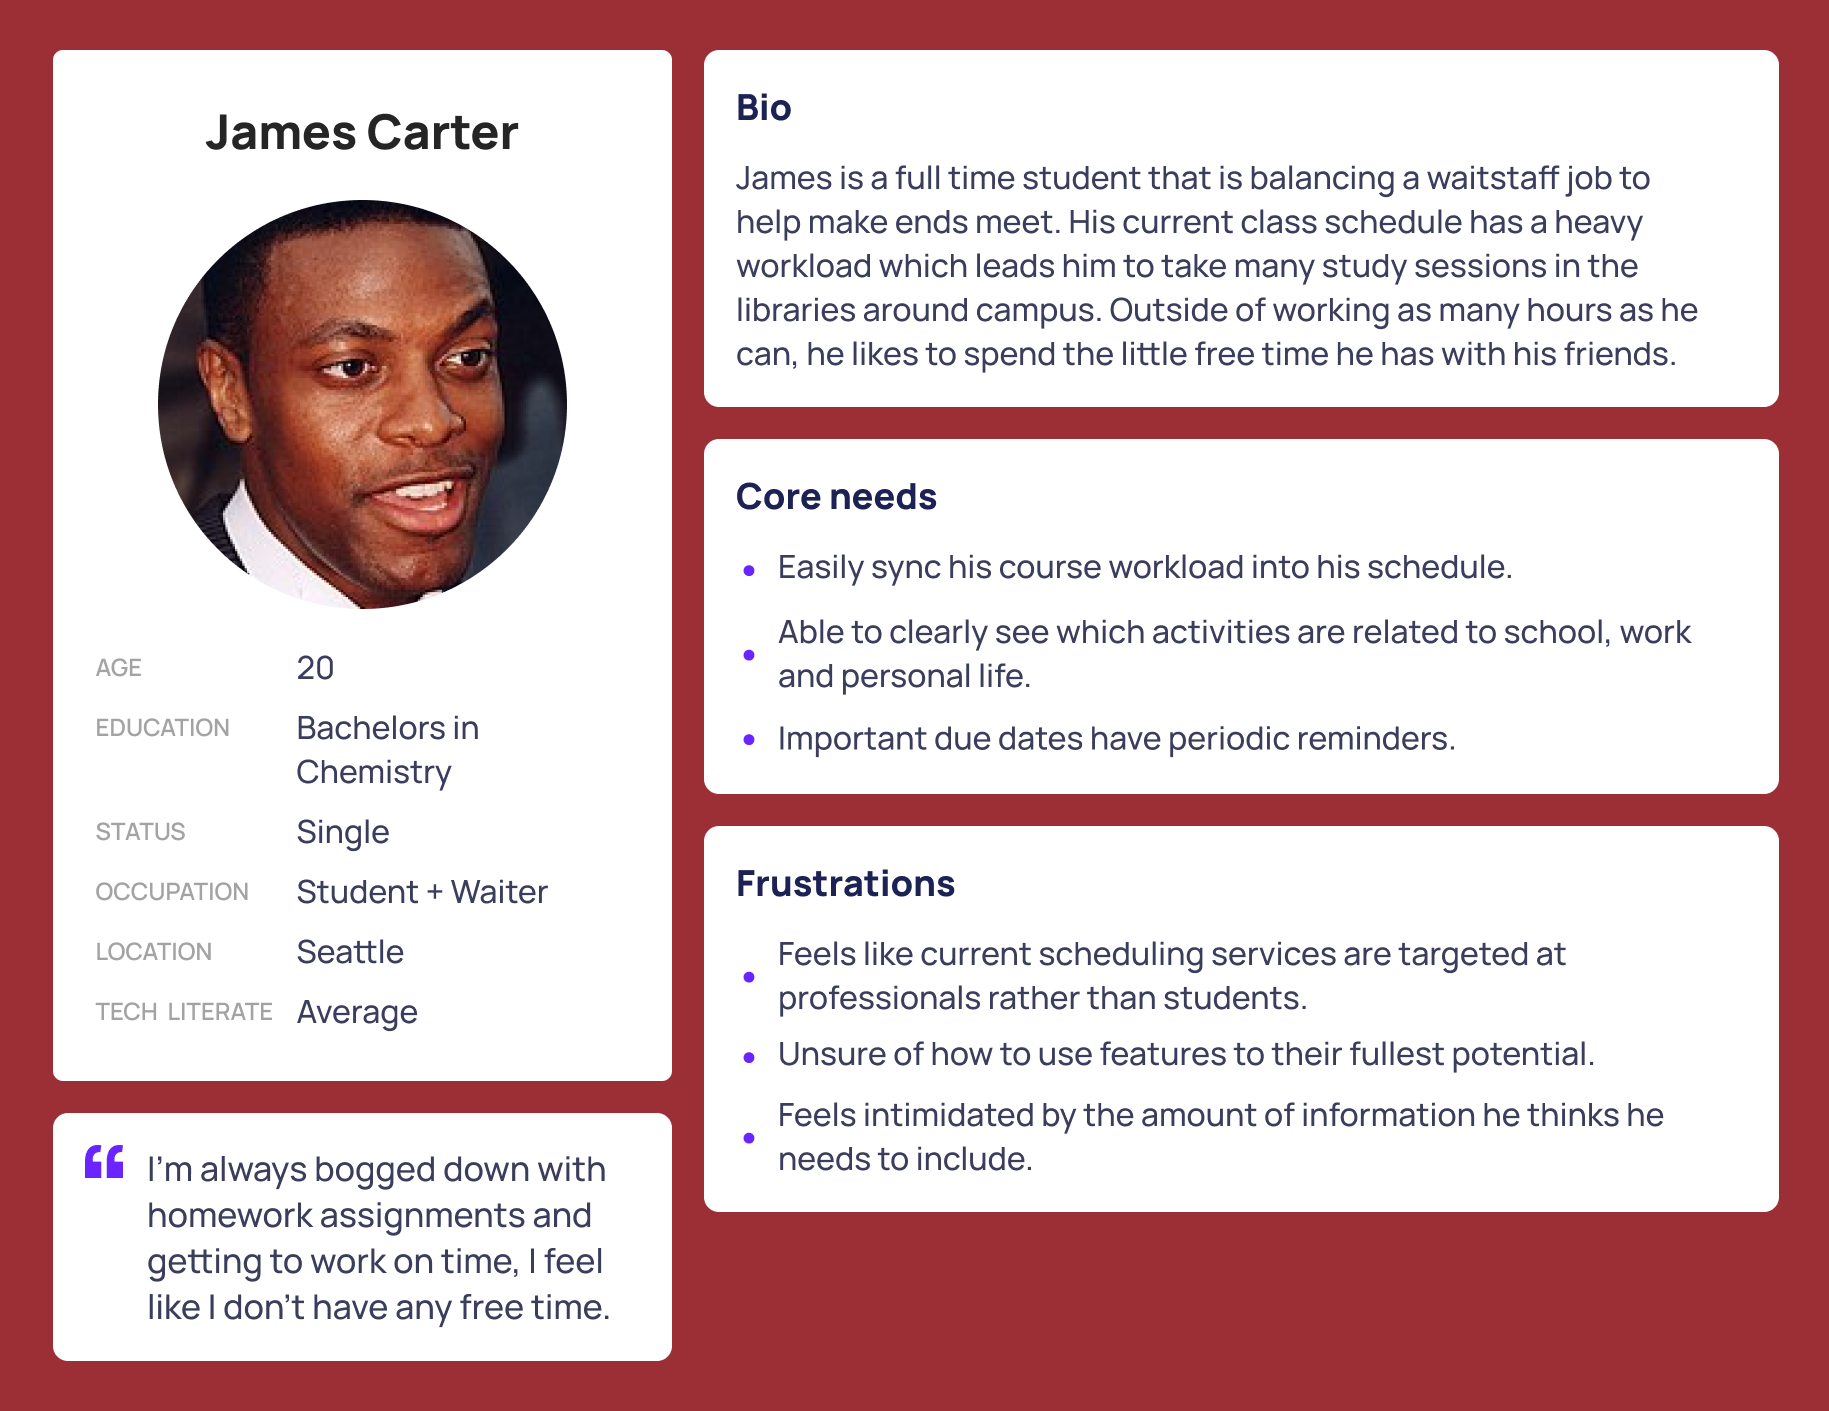 James Carter
AGE 20
EDUCATION Bachelors in
Chemistry
STATUS Single
OCCUPATION Student + Waiter
LOCATION Seattle
TECH LITERATE Average
“ I’m always bogged down with
homework assignments and
getting to work on time, I feel
like I don’t have any free time.
Bio
James is a full time student that is balancing a waitstaff job to
help make ends meet. His current class schedule has a heavy
workload which leads him to take many study sessions in the
libraries around campus. Outside of working as many hours as he
can, he likes to spend the little free time he has with his friends.
Core needs
• Easily sync his course workload into his schedule.
• Able to clearly see which activities are related to school, work
and personal life.
• Important due dates have periodic reminders.
Frustrations
• Feels like current scheduling services are targeted at
professionals rather than students.
• Unsure of how to use features to their fullest potential.
• Feels intimidated by the amount of information he thinks he
needs to include.